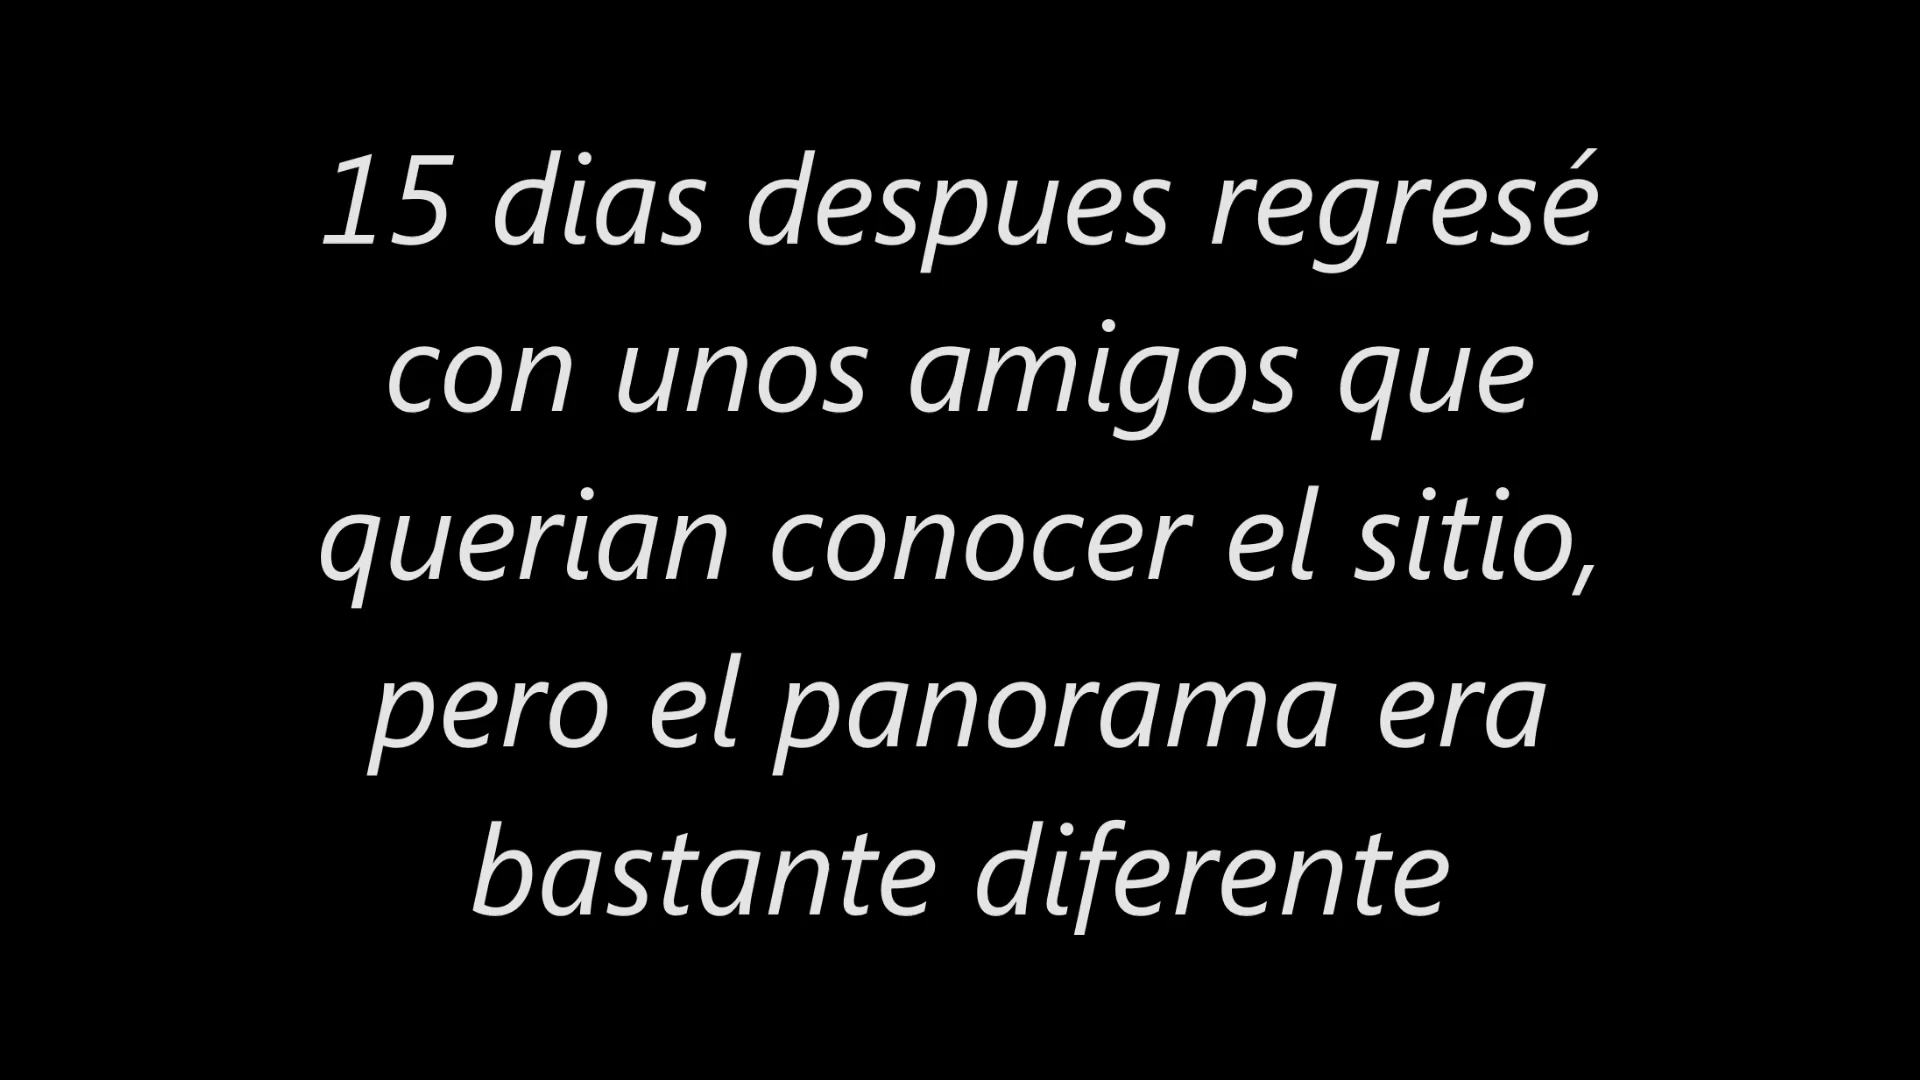 15 dias despues regresé
con unos amigos que
querian conocer el sitio,
pero el panorama era
bastante diferente